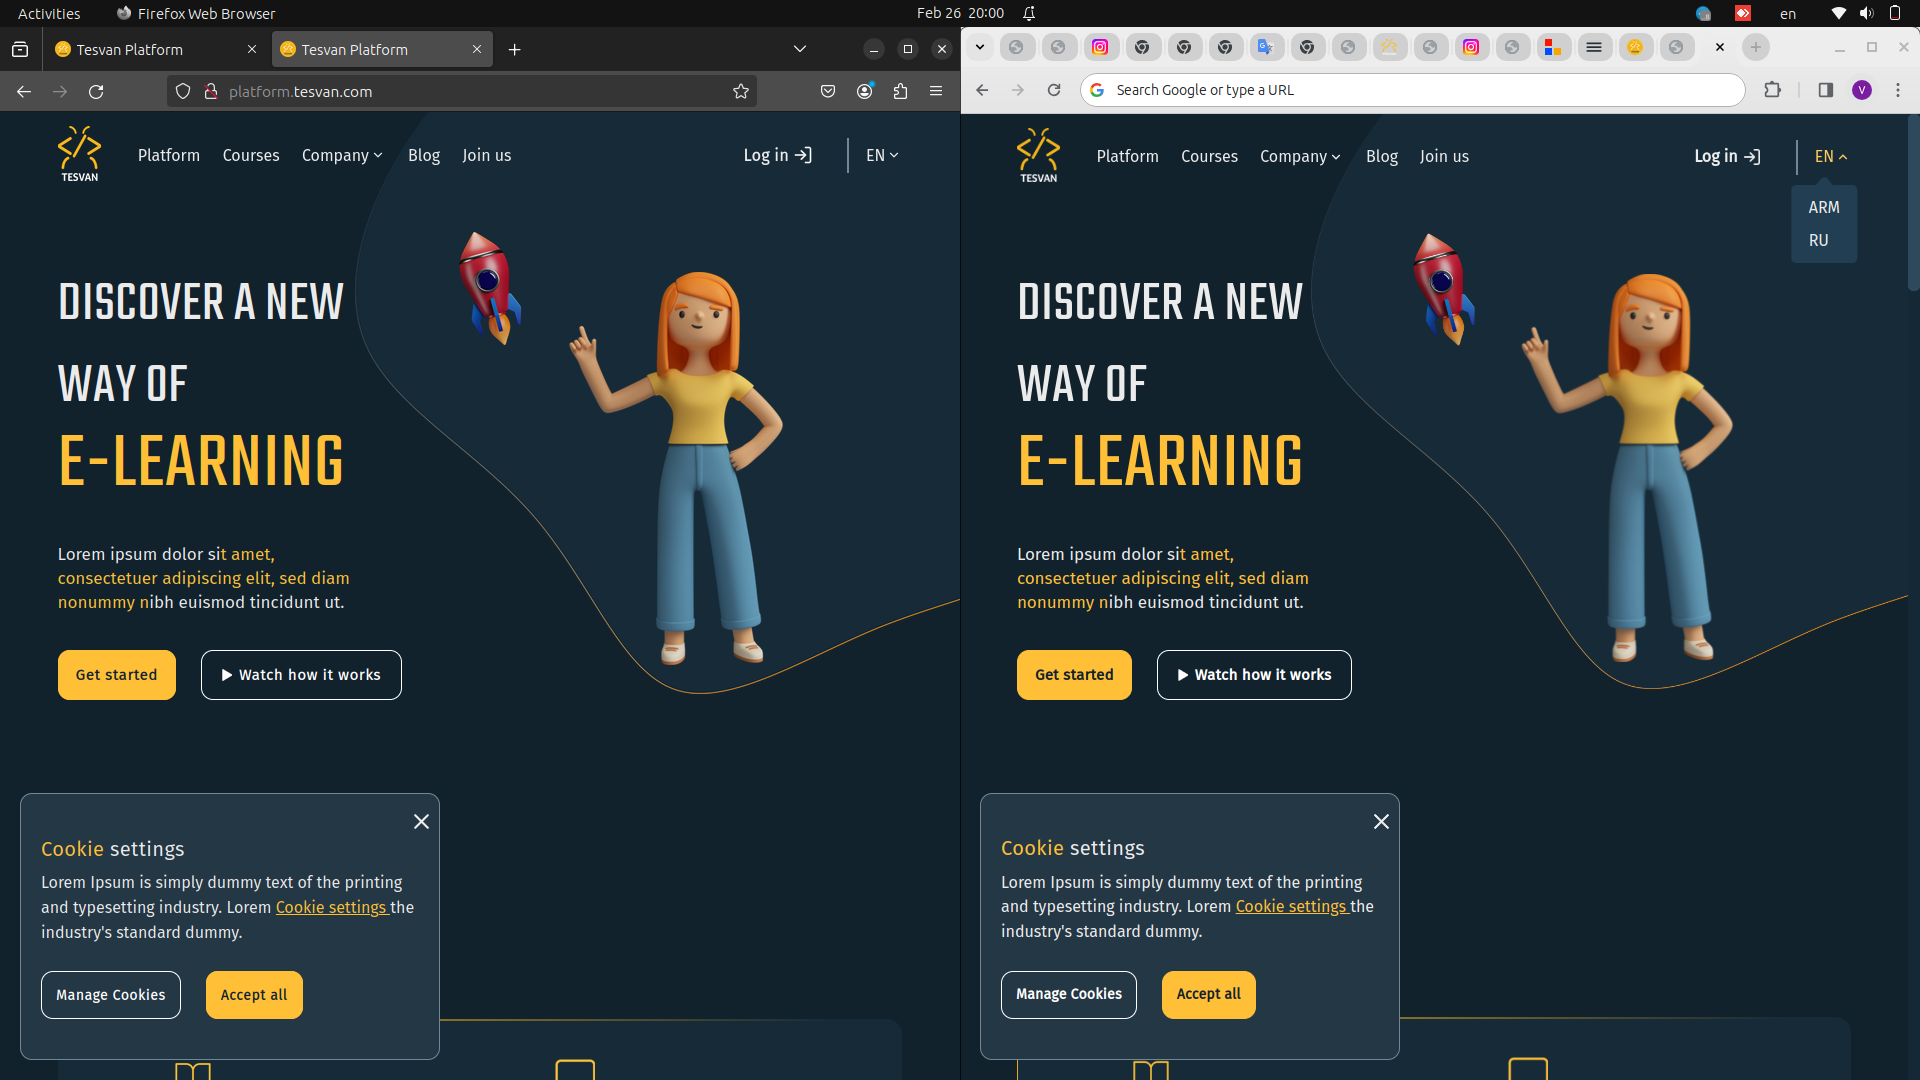 Activities
Firefox Web Browser
Feb 26 20:00
en
Tesvan Platform
Tesvan Platform
platform.tesvan.com
TESVAN
Platform
Courses
Company
Blog
Join us
Log in
EN
DISCOVER A NEW
WAY OF
E-LEARNING
Lorem ipsum dolor sit amet,
consectetuer adipiscing elit, sed diam
nonummy nibh euismod tincidunt ut.
Get started
Watch how it works
Cookie settings
Lorem Ipsum is simply dummy text of the printing
and typesetting industry. Lorem Cookie settings the
industry's standard dummy.
Manage Cookies
Accept all
Search Google or type a URL
V
TESVAN
Platform
Courses
Company
Blog
Join us
Log in
EN
ARM
RU
DISCOVER A NEW
WAY OF
E-LEARNING
Lorem ipsum dolor sit amet,
consectetuer adipiscing elit, sed diam
nonummy nibh euismod tincidunt ut.
Get started
Watch how it works
Cookie settings
Lorem Ipsum is simply dummy text of the printing
and typesetting industry. Lorem Cookie settings the
industry's standard dummy.
Manage Cookies
Accept all